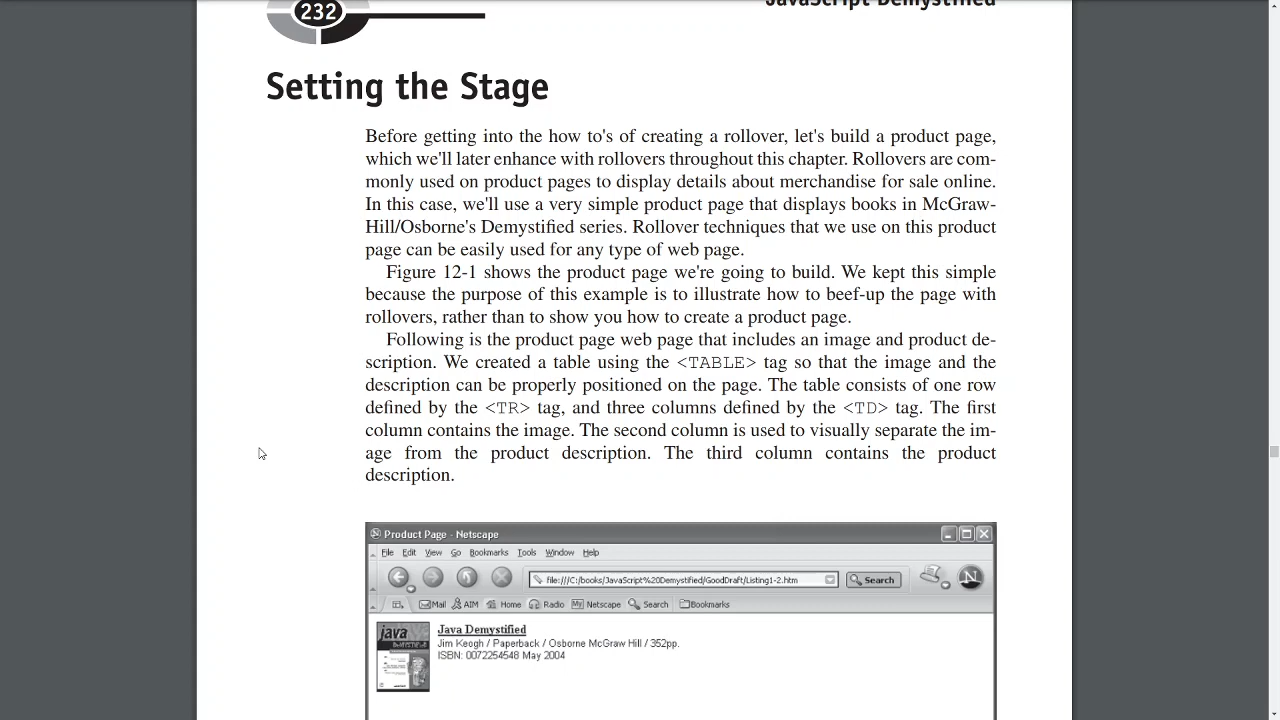 232
JavaScript Demystified
Setting the Stage
Before getting into the how to's of creating a rollover, let's build a product page,
which we'll later enhance with rollovers throughout this chapter. Rollovers are com-
monly used on product pages to display details about merchandise for sale online.
In this case, we'll use a very simple product page that displays books in McGraw-
Hill/Osborne's Demystified series. Rollover techniques that we use on this product
page can be easily used for any type of web page.
Figure 12-1 shows the product page we're going to build. We kept this simple
because the purpose of this example is to illustrate how to beef-up the page with
rollovers, rather than to show you how to create a product page.
Following is the product page web page that includes an image and product de-
scription. We created a table using the <TABLE> tag so that the image and the
description can be properly positioned on the page. The table consists of one row
defined by the <TR> tag, and three columns defined by the <TD> tag. The first
column contains the image. The second column is used to visually separate the im-
age from the product description. The third column contains the product
description.
Product Page - Netscape
File Edit View Go Bookmarks Tools Window Help
file:///C:/books/JavaScript%20Demystified/GoodDraft/Listing1-2.htm Search
Mail AIM Home Radio My Netscape Search Bookmarks
java
Java Demystified
Jim Keogh / Paperback / Osborne McGraw Hill / 352pp.
ISBN: 0072254548 May 2004